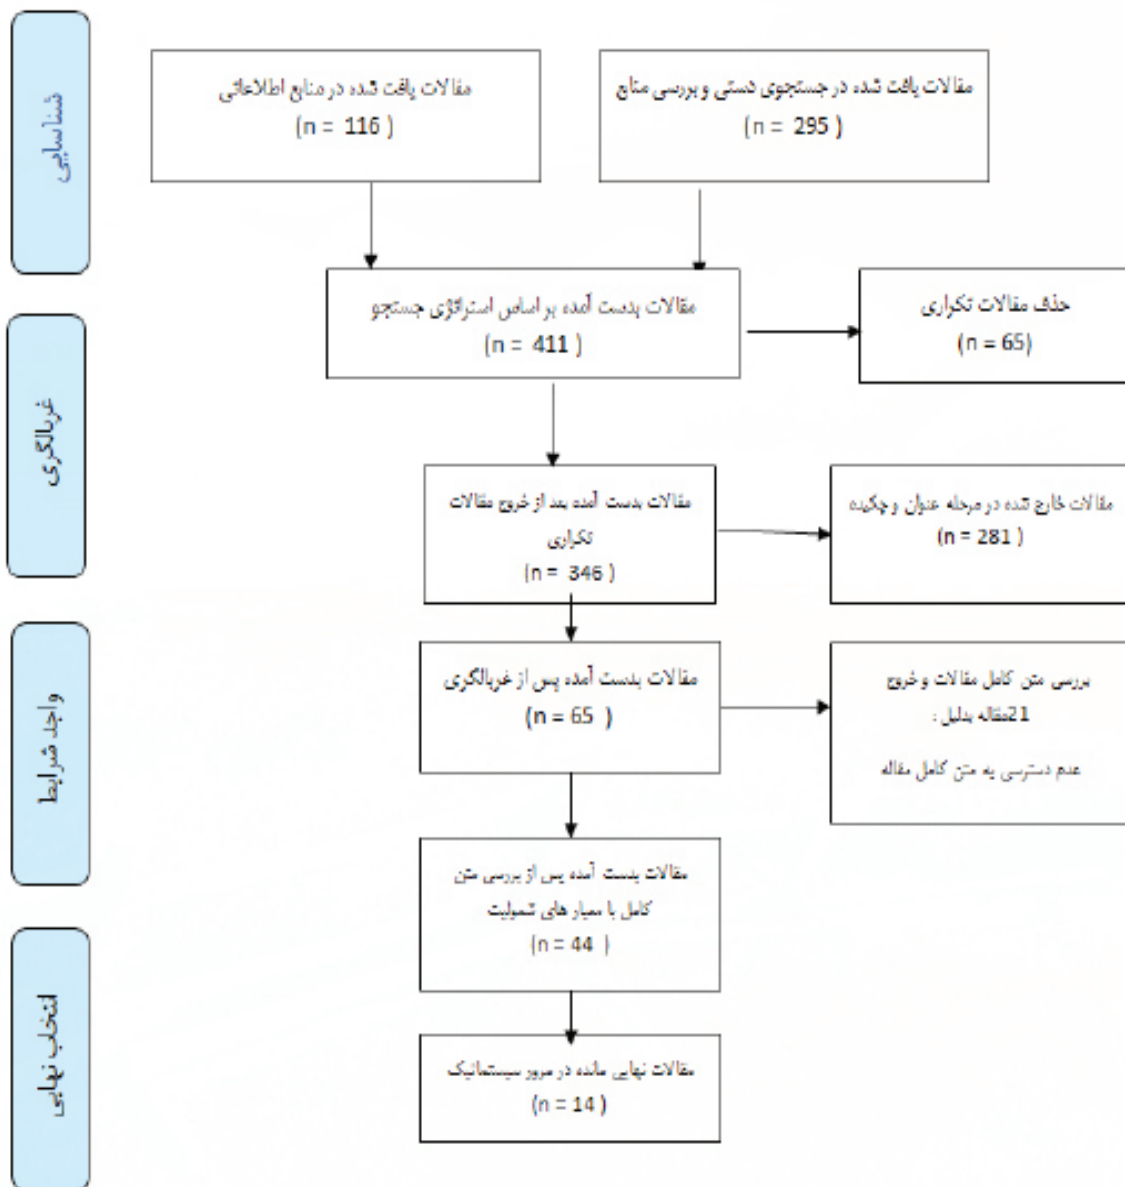 شناسایی
مقالات یافت شده در جستجوی دستی و بررسی منابع
(n = 295 )
مقالات یافت شده در منابع اطلاعاتی
(n = 116 )
مقالات بدست آمده بر اساس استراتژی جستجو
(n = 411 )
حذف مقالات تکراری
(n = 65)
غربالگری
مقالات بدست آمده بعد از خروج مقالات
تکراری
(n = 346 )
مقالات خارج شده در مرحله عنوان و چکیده
(n = 281 )
واجد شرایط
مقالات بدست آمده پس از غربالگری
(n = 65 )
بررسی متن کامل مقالات و خروج
21مقاله بدلیل :
عدم دسترسی به متن کامل مقاله
مقالات بدست آمده پس از بررسی متن
کامل با معیار های شمولیت
(n = 44 )
انتخاب نهایی
مقالات نهایی مانده در مرور سیستماتیک
(n = 14 )